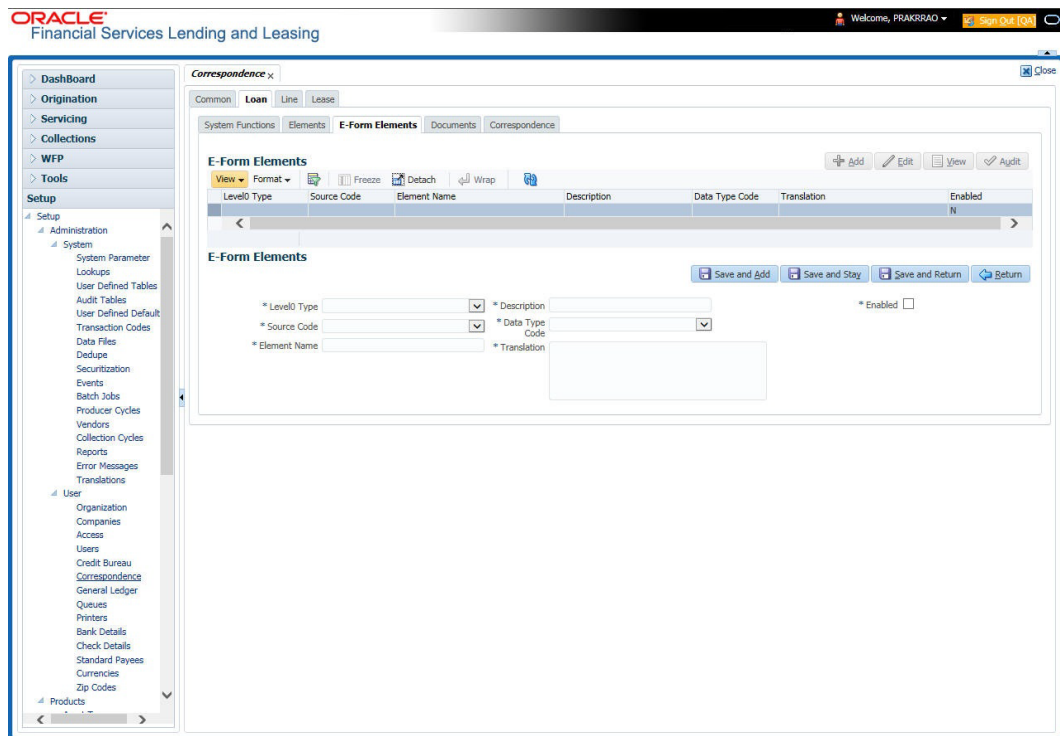 ORACLE
Financial Services Lending and Leasing
Welcome, PRAKRRAO
Sign Out [QA]
Close
DashBoard
Origination
Servicing
Collections
WFP
Tools
Setup
Setup
Administration
System
System Parameter
Lookups
User Defined Tables
Audit Tables
User Defined Default
Transaction Codes
Data Files
Dedupe
Securitization
Events
Batch Jobs
Producer Cycles
Vendors
Collection Cycles
Reports
Error Messages
Translations
User
Organization
Companies
Access
Users
Credit Bureau
Correspondence
General Ledger
Queues
Printers
Bank Details
Check Details
Standard Payees
Currencies
Zip Codes
Products
Correspondence x
Common Loan Line Lease
System Functions Elements E-Form Elements Documents Correspondence
E-Form Elements
Add Edit View Audit
View Format Freeze Detach Wrap
Level0 Type Source Code Element Name Description Data Type Code Translation Enabled
N
E-Form Elements
Save and Add Save and Stay Save and Return Return
* Level0 Type * Description * Enabled
* Source Code * Data Type
Code
* Element Name * Translation